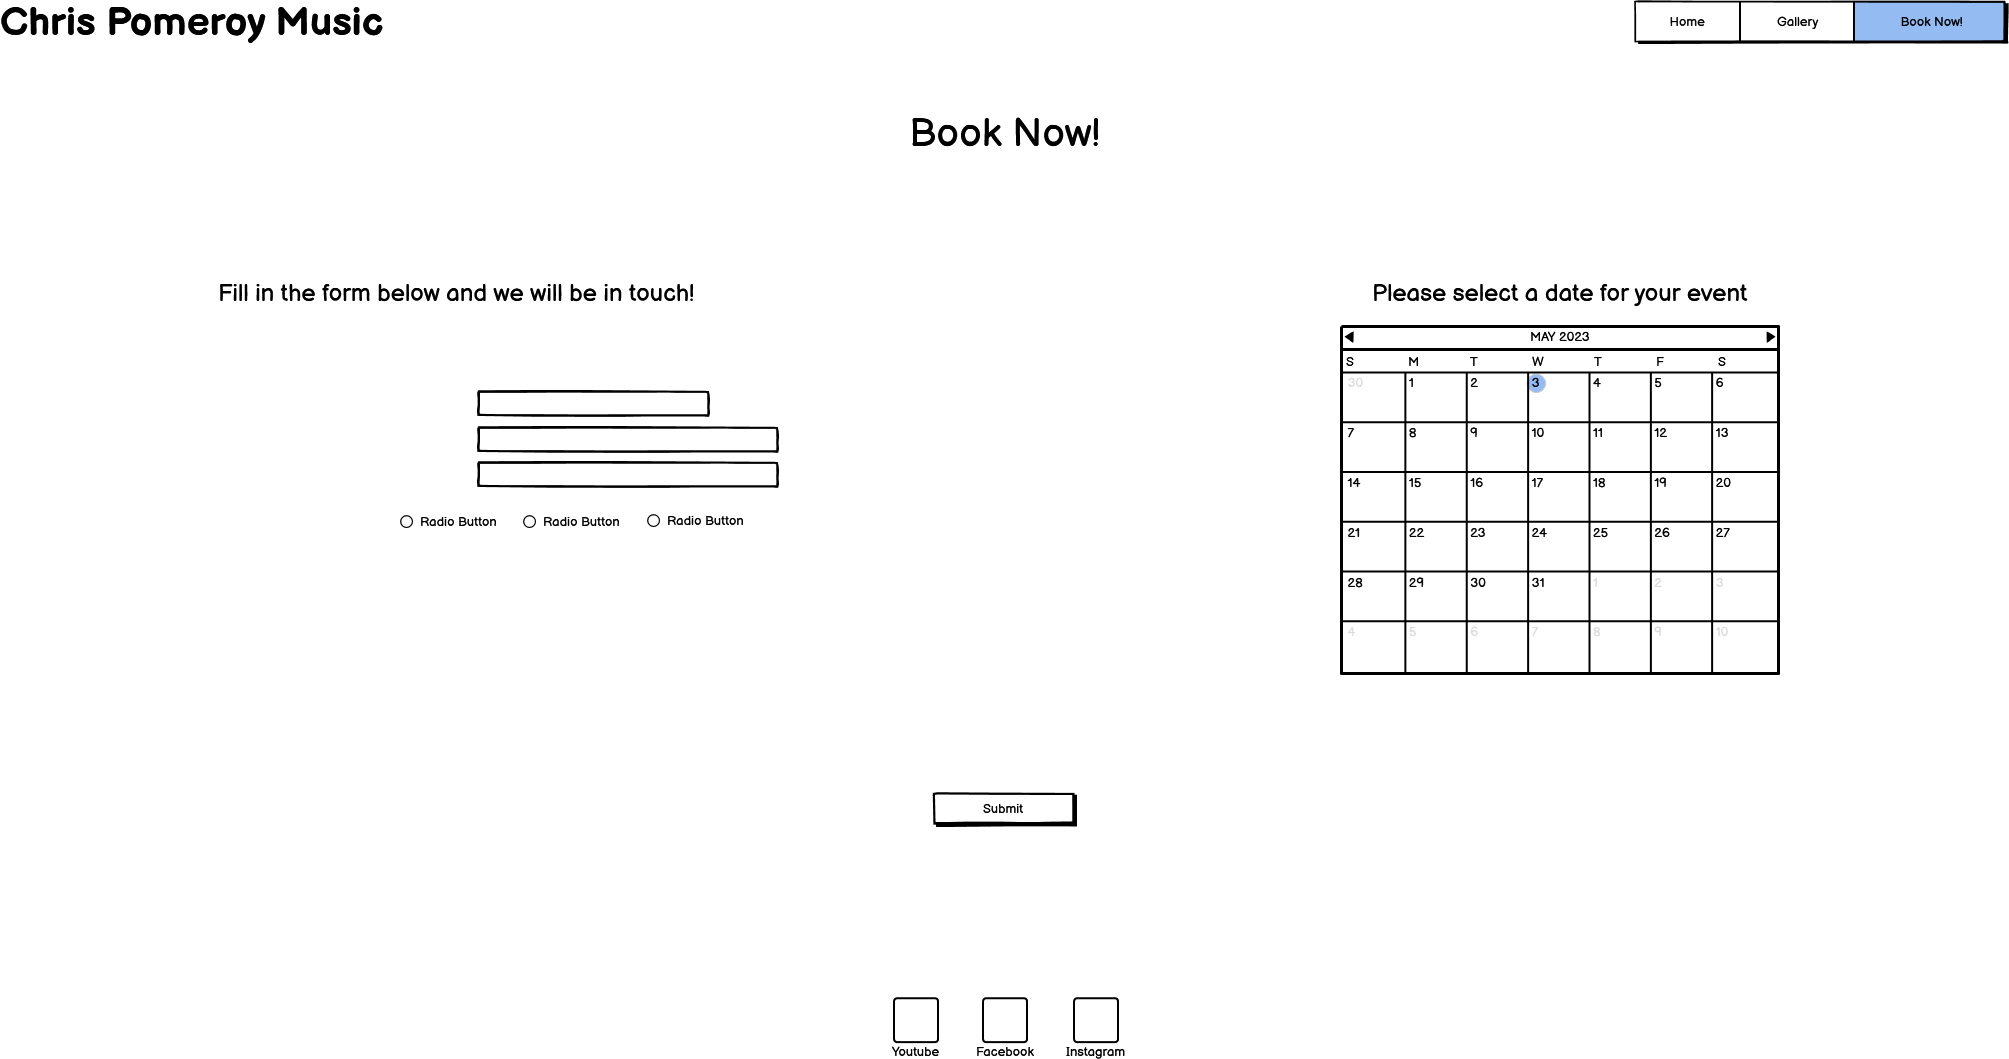 Chris Pomeroy Music
Home Gallery Book Now!
Book Now!
Fill in the form below and we will be in touch!
Radio Button Radio Button Radio Button
Please select a date for your event
MAY 2023
S M T W T F S
30 1 2 3 4 5 6
7 8 9 10 11 12 13
14 15 16 17 18 19 20
21 22 23 24 25 26 27
28 29 30 31 1 2 3
4 5 6 7 8 9 10
Submit
Youtube Facebook Instagram